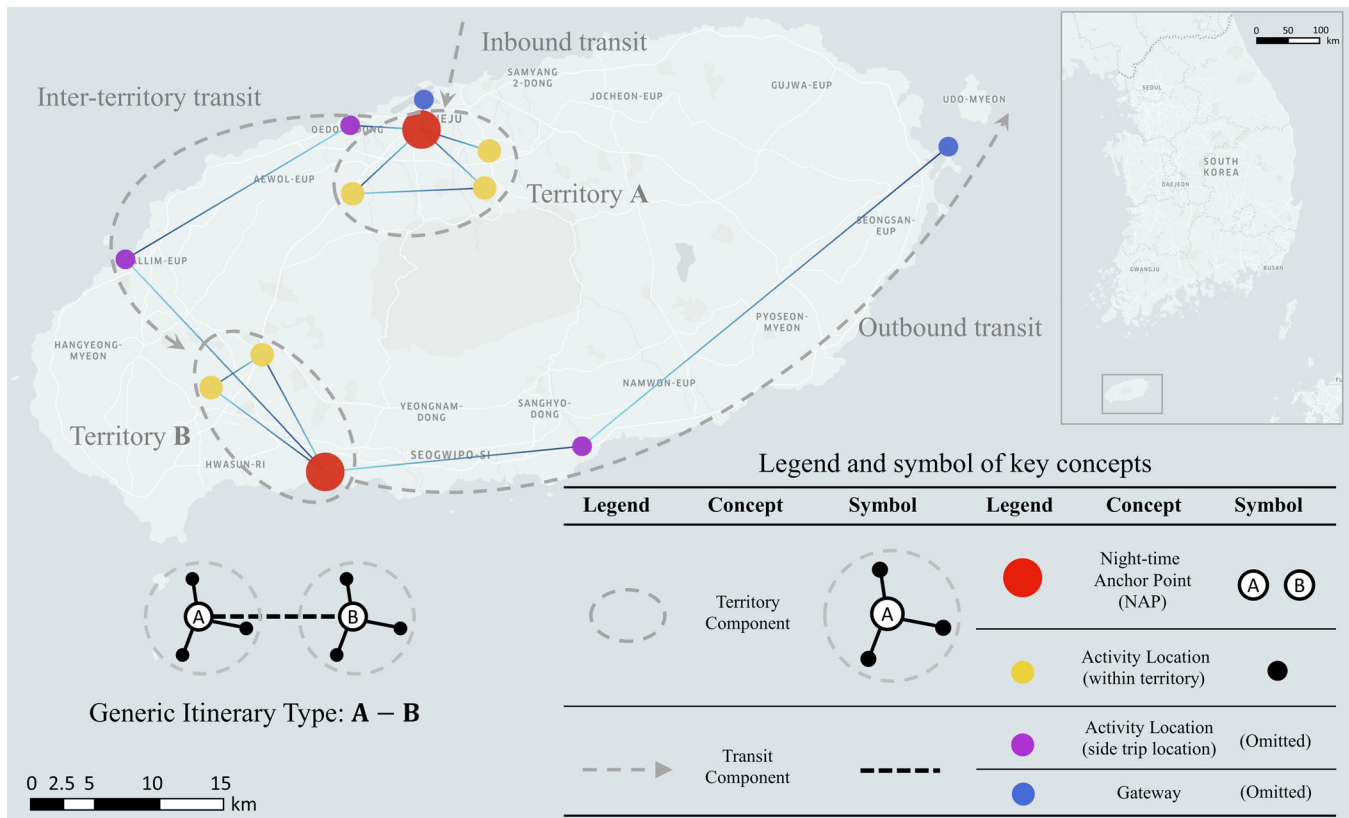 Inbound transit
Inter-territory transit
SAMYANG
2-DONG
JOCHEON-EUP
GUJWA-EUP
UDO-MYEON
AEWOL-EUP
Territory A
SEONGSAN-
EUP
ALLIM-EUP
PYOSEON-
MYEON
Outbound transit
HANGYEONG-
MYEON
NAMWON-EUP
YEONGNAM-
DONG
SANGHYO-
DONG
Territory B
HWASUN-RI
SEOGWIPO-SI
0 50 100
km
SEOUL
SOUTH
KOREA
DAEJEON
GWANGJU
BUSAN
Legend and symbol of key concepts
Legend Concept Symbol Legend Concept Symbol
Territory
Component
A
Night-time
Anchor Point
(NAP)
A B
Activity Location
(within territory)
Transit
Component
Activity Location
(side trip location)
(Omitted)
Gateway
(Omitted)
A B
Generic Itinerary Type: A – B
0 2.5 5 10 15
km